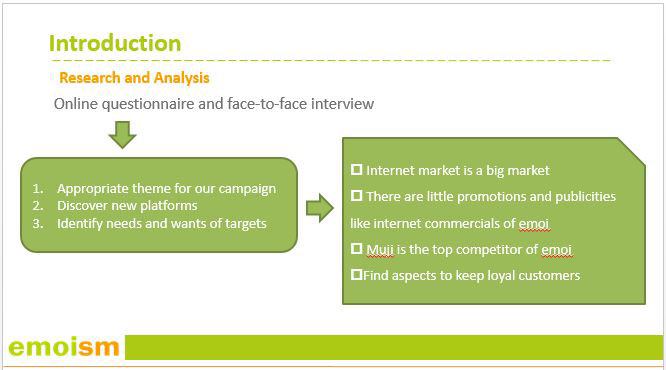 Introduction
Research and Analysis
Online questionnaire and face-to-face interview
1. Appropriate theme for our campaign
2. Discover new platforms
3. Identify needs and wants of targets
❑ Internet market is a big market
❑ There are little promotions and publicities
like internet commercials of emoi
❑ Muji is the top competitor of emoi
❑Find aspects to keep loyal customers
emoism